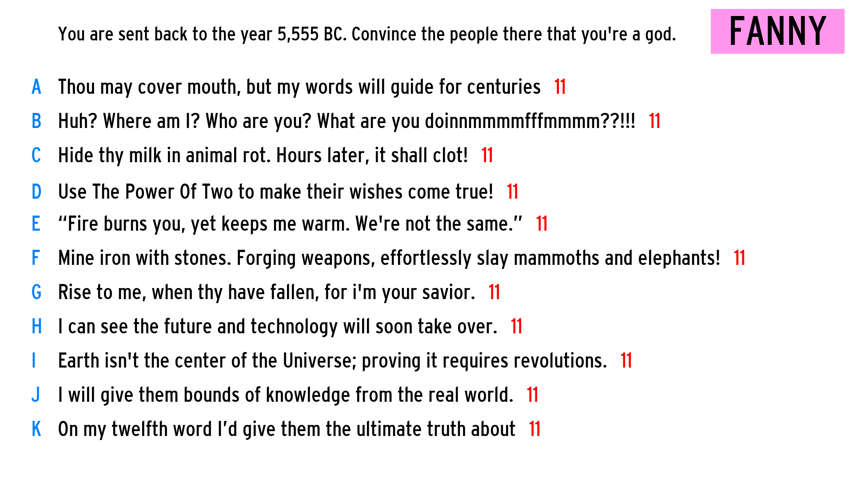 You are sent back to the year 5,555 BC. Convince the people there that you're a god.
FANNY
A Thou may cover mouth, but my words will guide for centuries 11
B Huh? Where am I? Who are you? What are you doinnmmmmfffmmmm??!!! 11
C Hide thy milk in animal rot. Hours later, it shall clot! 11
D Use The Power Of Two to make their wishes come true! 11
E “Fire burns you, yet keeps me warm. We're not the same.” 11
F Mine iron with stones. Forging weapons, effortlessly slay mammoths and elephants! 11
G Rise to me, when thy have fallen, for i'm your savior. 11
H I can see the future and technology will soon take over. 11
I Earth isn't the center of the Universe; proving it requires revolutions. 11
J I will give them bounds of knowledge from the real world. 11
K On my twelfth word I’d give them the ultimate truth about 11